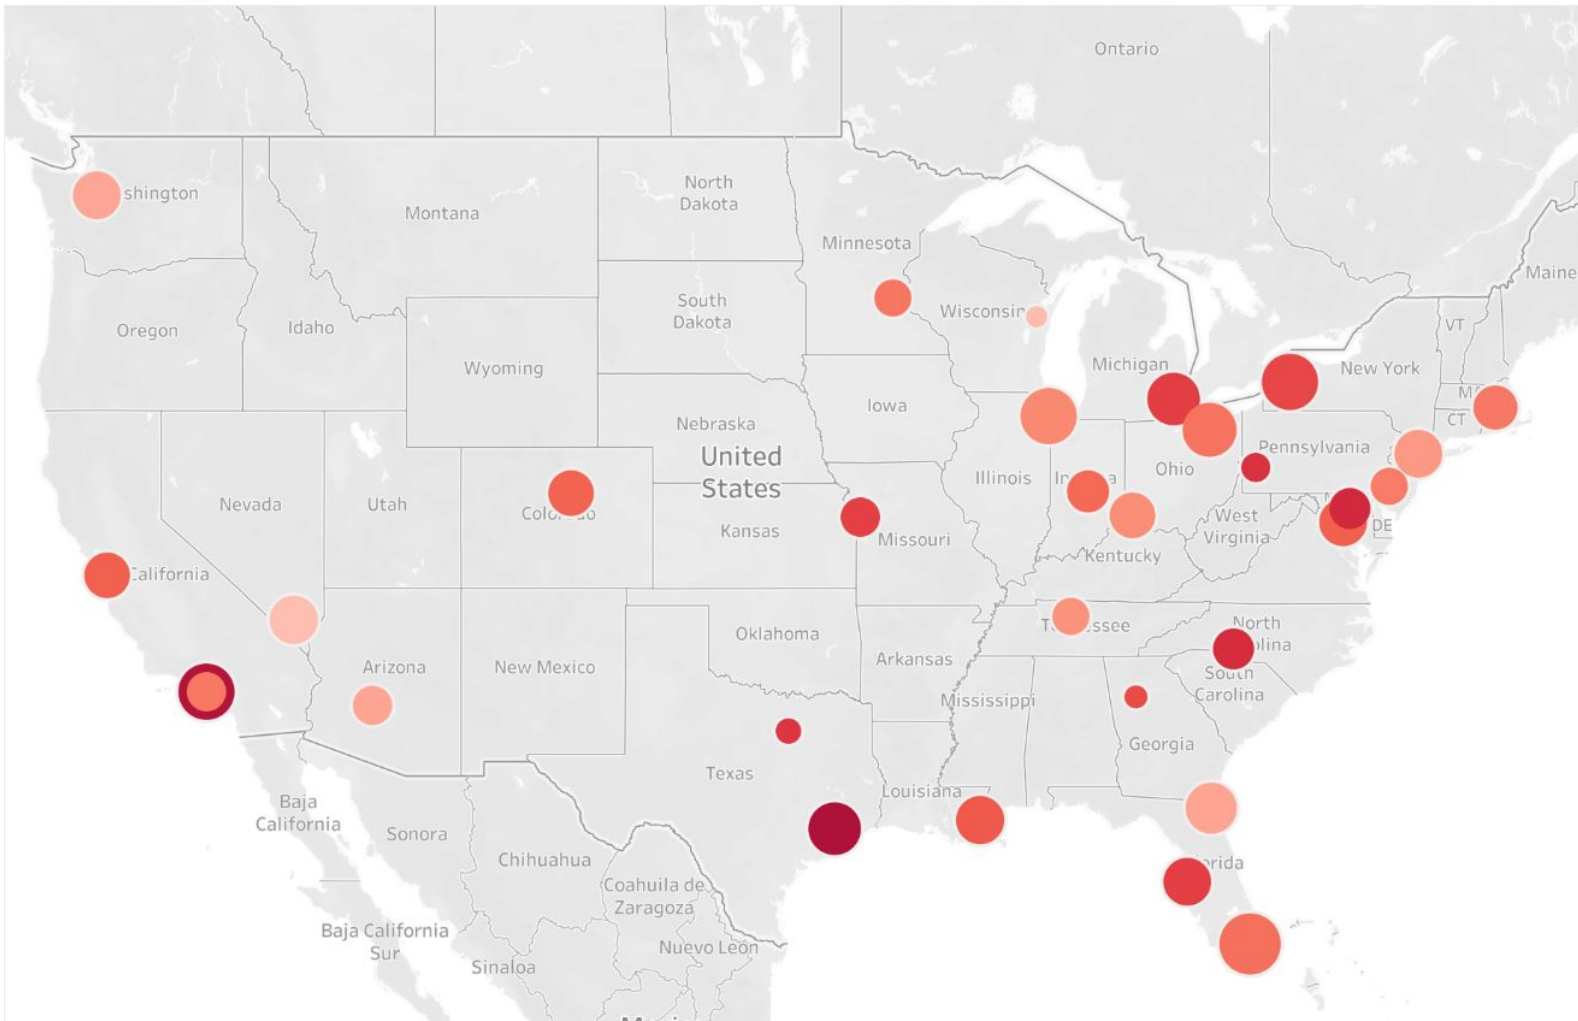 Ontario
shington
North
Dakota
Montana
Minnesota
Maine
South
Dakota
Wisconsin
Oregon
Idaho
VT
Wyoming
Michigan
New York
Iowa
Nebraska
CT
United
States
Pennsylvania
Ohio
Illinois
Nevada
Utah
Kansas
Missouri
West
Virginia
DE
Kentucky
California
Oklahoma
North
Arkansas
Arizona
New Mexico
South
Carolina
Mississippi
Georgia
Texas
Louisiana
Baja
California
Sonora
Chihuahua
Coahuila de
Zaragoza
Baja California
Sur
Nuevo León
Sinaloa